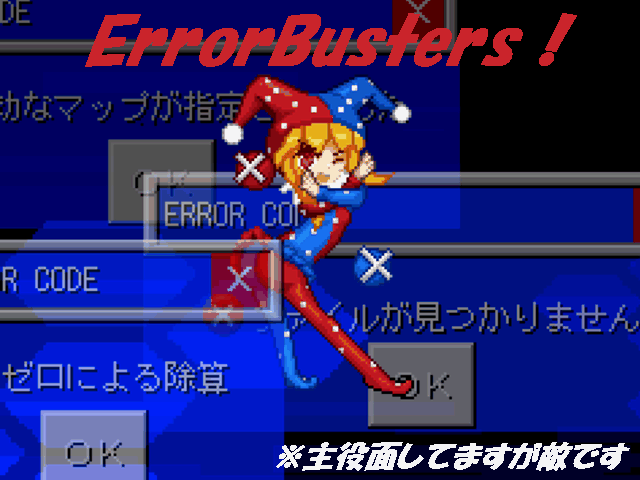 ErrorBusters！
DE
効なマップが指定
OK
ERROR CO
R CODE
ァイルが見つかりません
ゼロによる除算
OK
OK
※主役面してますが敵です